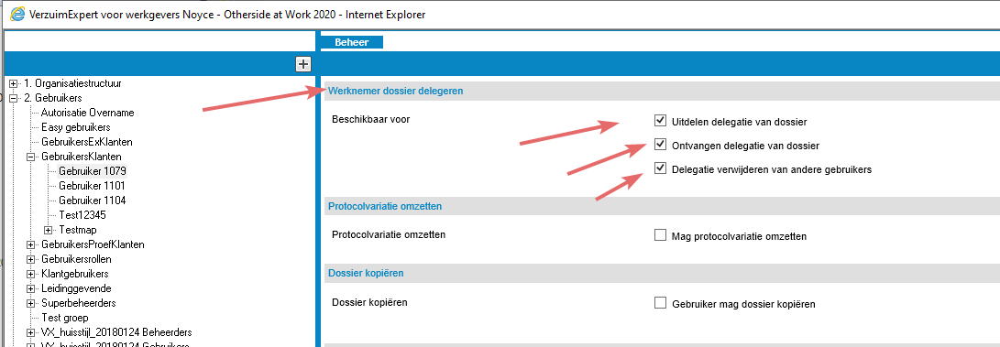 VerzuimExpert voor werkgevers Noyce - Otherside at Work 2020 - Internet Explorer
Beheer
1. Organisatiestructuur
2. Gebruikers
Autorisatie Overname
Easy gebruikers
GebruikersExKlanten
GebruikersKlanten
Gebruiker 1079
Gebruiker 1101
Gebruiker 1104
Test12345
Testmap
GebruikersProefKlanten
Gebruikersrollen
Klantgebruikers
Leidinggevende
Superbeheerders
Test groep
VX_huisstijl_20180124 Beheerders
VX_huisstijl_20180124 Gebruikers
Werknemer dossier delegeren
Beschikbaar voor
Uitdelen delegatie van dossier
Ontvangen delegatie van dossier
Delegatie verwijderen van andere gebruikers
Protocolvariatie omzetten
Protocolvariatie omzetten
Mag protocolvariatie omzetten
Dossier kopiëren
Dossier kopiëren
Gebruiker mag dossier kopiëren